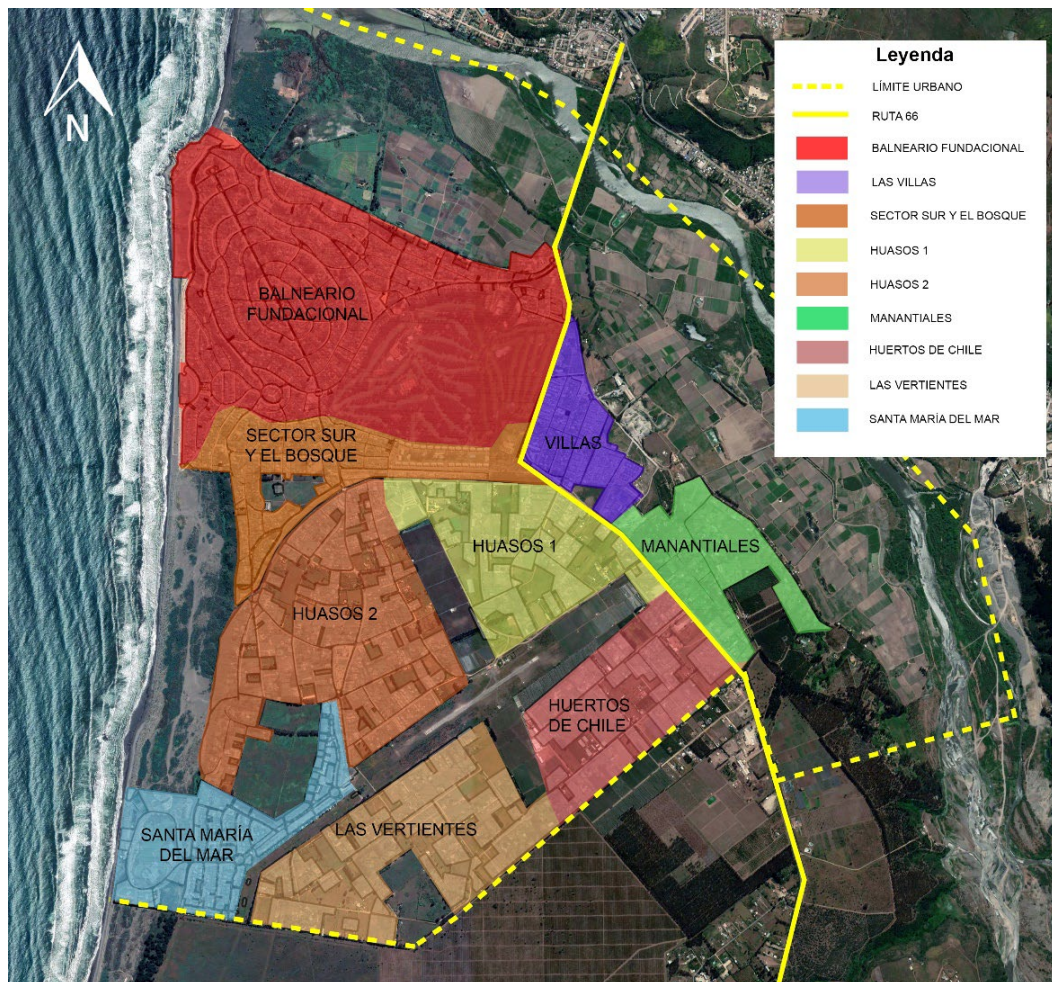 N
Leyenda
LÍMITE URBANO
RUTA 66
BALNEARIO FUNDACIONAL
LAS VILLAS
SECTOR SUR Y EL BOSQUE
HUASOS 1
HUASOS 2
MANANTIALES
HUERTOS DE CHILE
LAS VERTIENTES
SANTA MARÍA DEL MAR
BALNEARIO
FUNDACIONAL
SECTOR SUR
Y EL BOSQUE
VILLAS
HUASOS 1
MANANTIALES
HUASOS 2
HUERTOS
DE CHILE
SANTA MARÍA
DEL MAR
LAS VERTIENTES